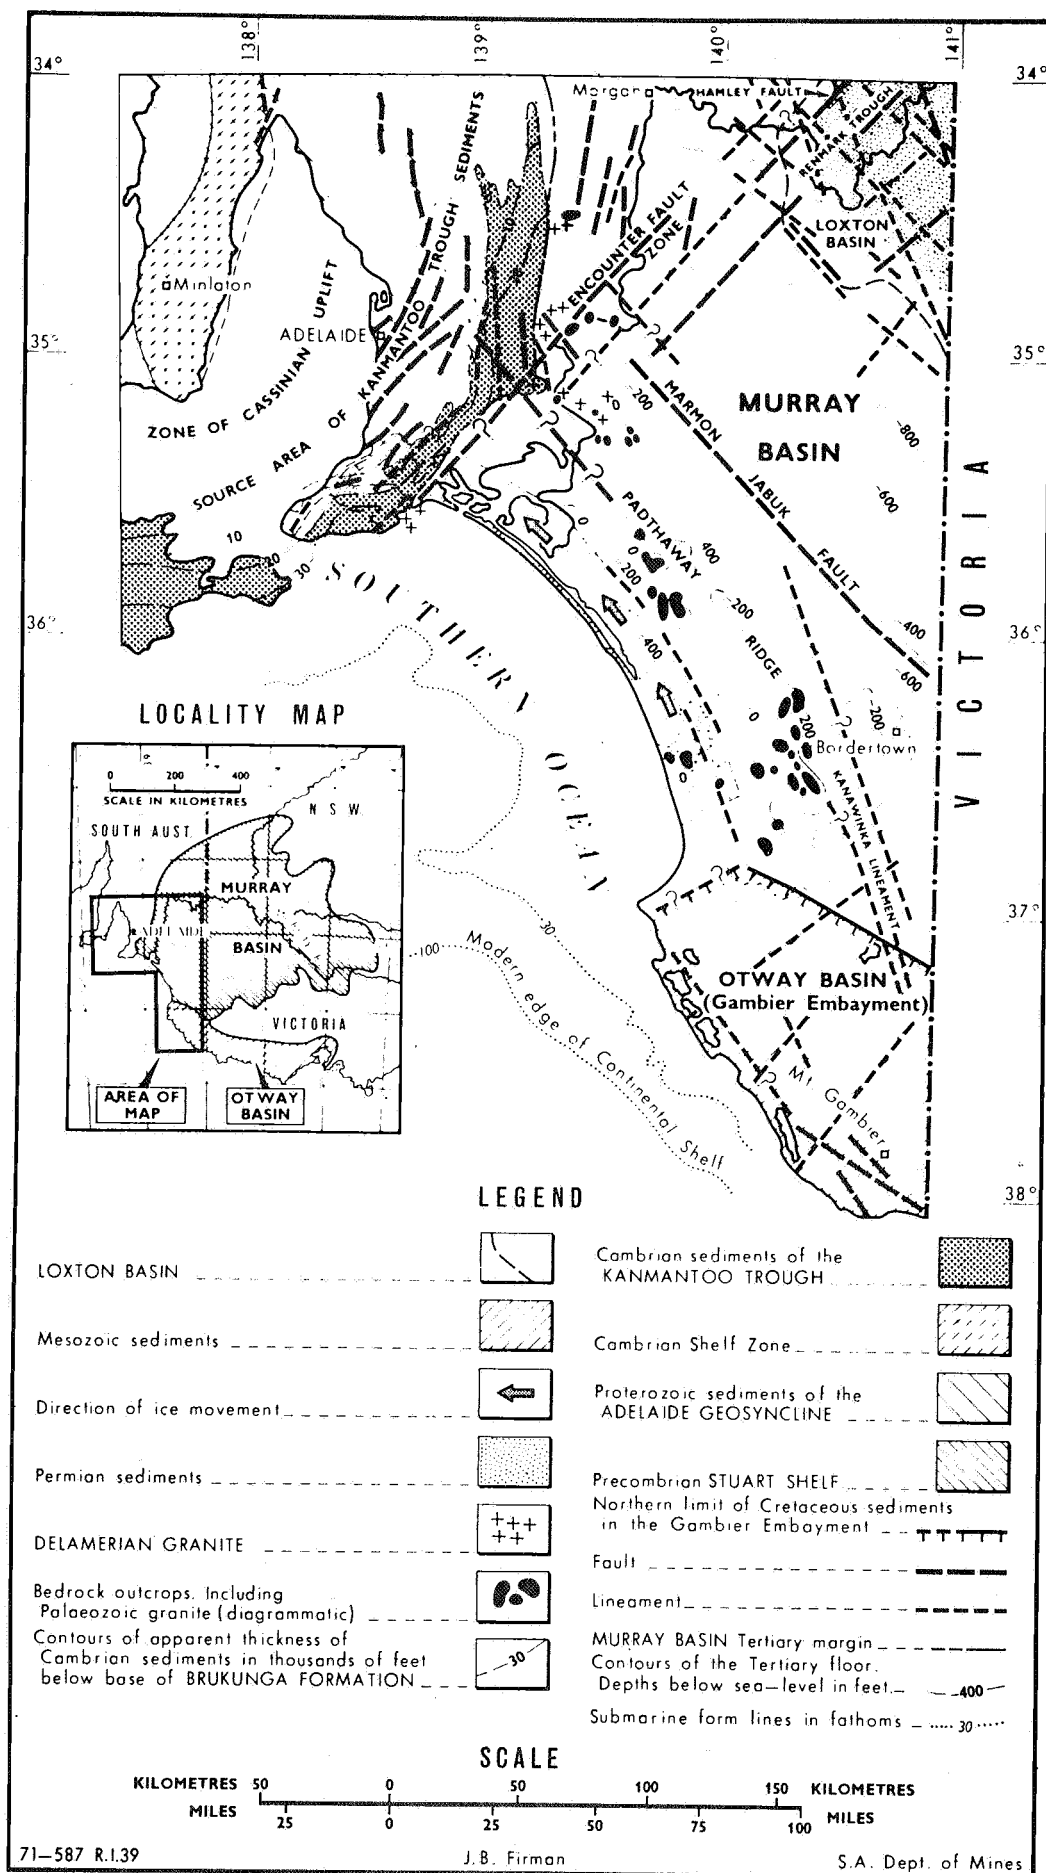 138°
139°
140°
141°
34°
34°
Morgan
HAMLEY FAULT
RENMARK TROUGH
LOXTON
BASIN
SEDIMENTS
TROUGH
KANMANTOO
SOURCE AREA OF
ENCOUNTER FAULT
ZONE
Minlaton
ADELAIDE
ZONE OF CASSINIAN UPLIFT
35°
35°
MURRAY
BASIN
MARMON JABUK FAULT
PADTHAWAY RIDGE
VICTORIA
10
10
20
30
0
200
-800
-600
0
0
400
200
-200
400
-400
-600
0
200
-200
0
36°
36°
SOUTHERN OCEAN
Bordertown
KANAWINKA LINEAMENT
37°
OTWAY BASIN
(Gambier Embayment)
Mt. Gambier
38°
30
100
Modern edge of Continental Shelf
LOCALITY MAP
0 200 400
SCALE IN KILOMETRES
SOUTH AUST.
N S W.
MURRAY
BASIN
ADELAIDE
VICTORIA
AREA OF
MAP
OTWAY
BASIN
LEGEND
LOXTON BASIN
Mesozoic sediments
Direction of ice movement
Permian sediments
DELAMERIAN GRANITE
Bedrock outcrops. Including
Palaeozoic granite (diagrammatic)
Contours of apparent thickness of
Cambrian sediments in thousands of feet
below base of BRUKUNGA FORMATION
30
Cambrian sediments of the
KANMANTOO TROUGH
Cambrian Shelf Zone
Proterozoic sediments of the
ADELAIDE GEOSYNCLINE
Precambrian STUART SHELF
Northern limit of Cretaceous sediments
in the Gambier Embayment
Fault
Lineament
MURRAY BASIN Tertiary margin
Contours of the Tertiary floor.
Depths below sea-level in feet.
-400
Submarine form lines in fathoms
30
SCALE
KILOMETRES 50 0 50 100 150 KILOMETRES
MILES 25 0 25 50 75 100 MILES
71-587 R.I.39
J.B. Firman
S.A. Dept. of Mines